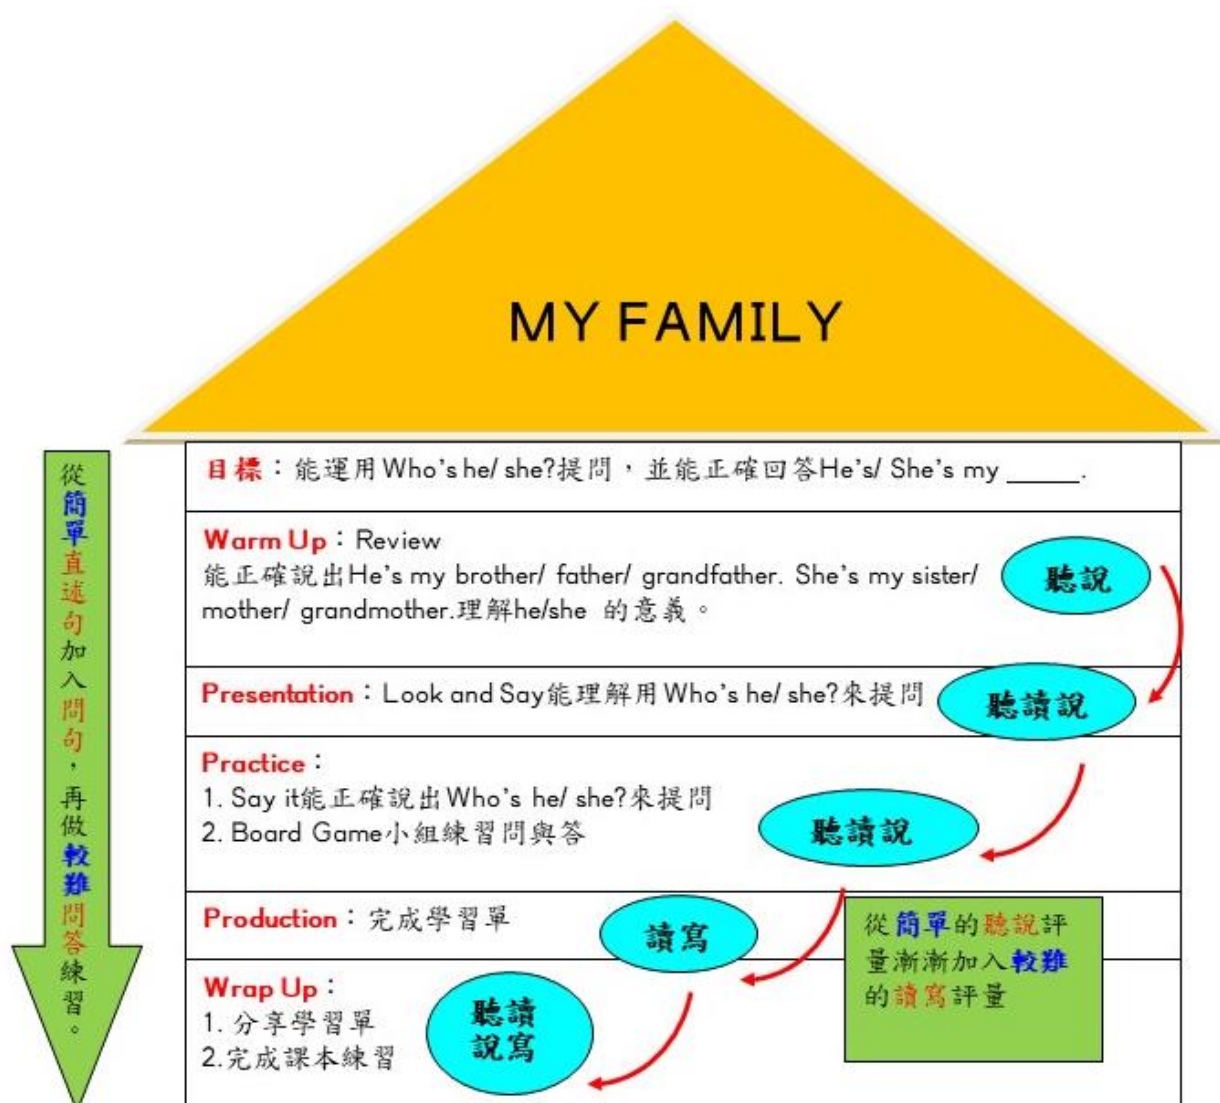 MY FAMILY
從簡單直述句加入問句，再做較難問答練習。
目標：能運用Who's he/ she?提問，並能正確回答He's/ She's my _____.
Warm Up：Review
能正確說出He's my brother/ father/ grandfather. She's my sister/
mother/ grandmother.理解he/she 的意義。
聽說
Presentation：Look and Say能理解用Who's he/ she?來提問
聽讀說
Practice：
1. Say it能正確說出Who's he/ she?來提問
2. Board Game小組練習問與答
聽讀說
Production：完成學習單
讀寫
從簡單的聽說評
量漸漸加入較難
的讀寫評量
Wrap Up：
1. 分享學習單
2.完成課本練習
聽讀
說寫